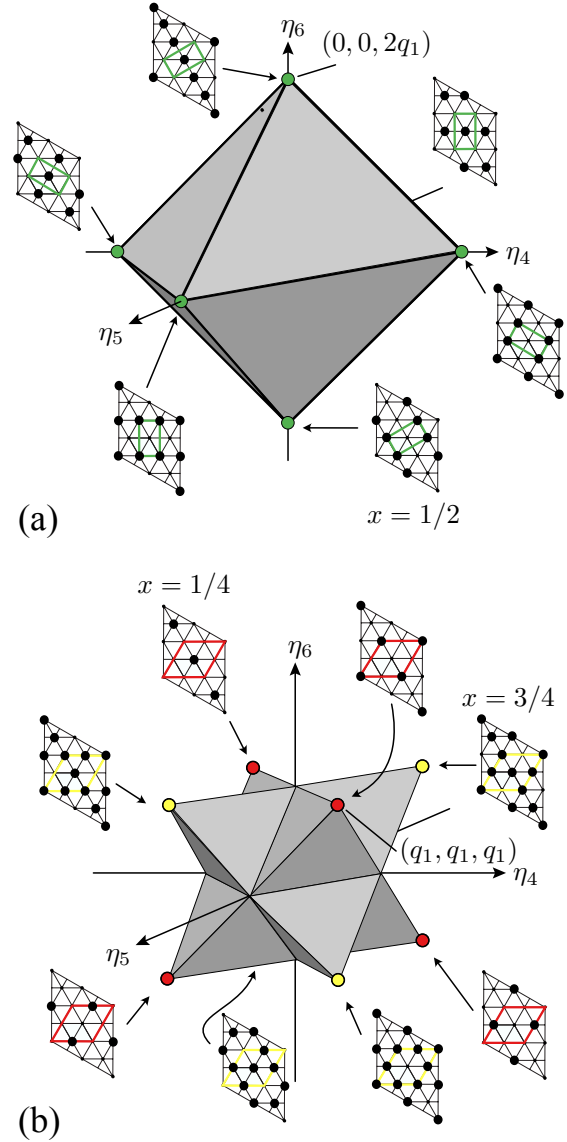 η₆
(0, 0, 2q₁)
η₄
η₅
x = 1/2
(a)
x = 1/4
η₆
x = 3/4
(q₁, q₁, q₁)
η₄
η₅
(b)